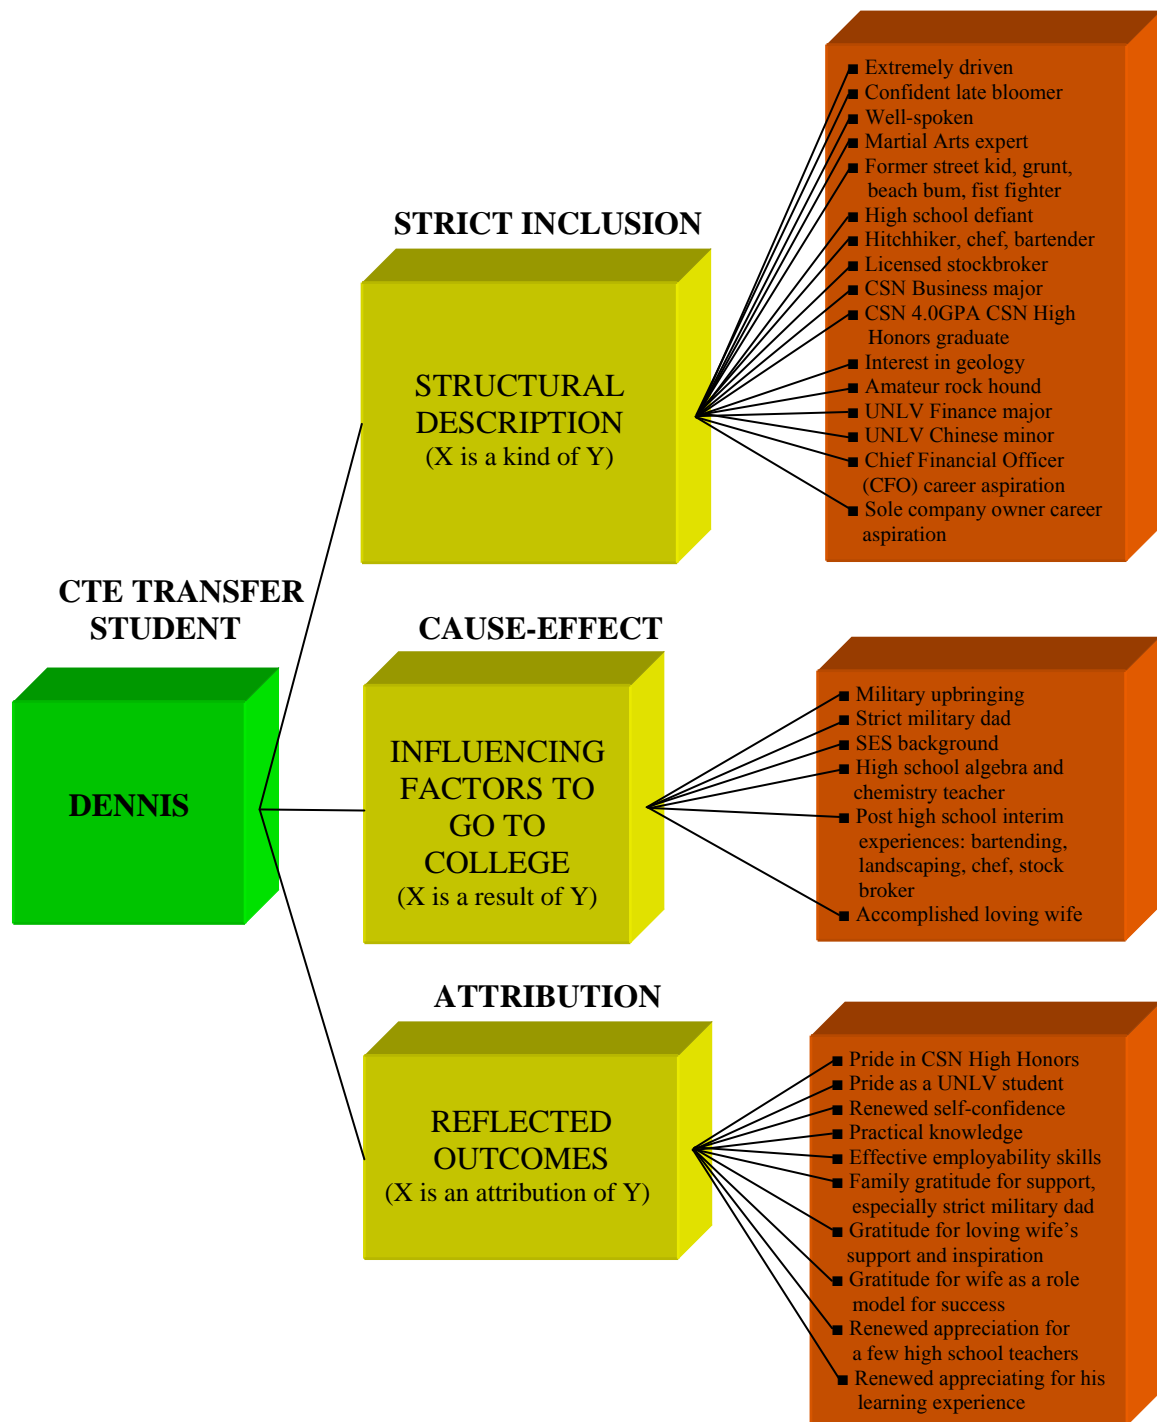 CTE TRANSFER
STUDENT
DENNIS
STRICT INCLUSION
STRUCTURAL
DESCRIPTION
(X is a kind of Y)
■ Extremely driven
■ Confident late bloomer
■ Well-spoken
■ Martial Arts expert
■ Former street kid, grunt,
beach bum, fist fighter
■ High school defiant
■ Hitchhiker, chef, bartender
■ Licensed stockbroker
■ CSN Business major
■ CSN 4.0GPA CSN High
Honors graduate
■ Interest in geology
■ Amateur rock hound
■ UNLV Finance major
■ UNLV Chinese minor
■ Chief Financial Officer
(CFO) career aspiration
■ Sole company owner career
aspiration
CAUSE-EFFECT
INFLUENCING
FACTORS TO
GO TO
COLLEGE
(X is a result of Y)
■ Military upbringing
■ Strict military dad
■ SES background
■ High school algebra and
chemistry teacher
■ Post high school interim
experiences: bartending,
landscaping, chef, stock
broker
■ Accomplished loving wife
ATTRIBUTION
REFLECTED
OUTCOMES
(X is an attribution of Y)
■ Pride in CSN High Honors
■ Pride as a UNLV student
■ Renewed self-confidence
■ Practical knowledge
■ Effective employability skills
■ Family gratitude for support,
especially strict military dad
■ Gratitude for loving wife's
support and inspiration
■ Gratitude for wife as a role
model for success
■ Renewed appreciation for
a few high school teachers
■ Renewed appreciating for his
learning experience